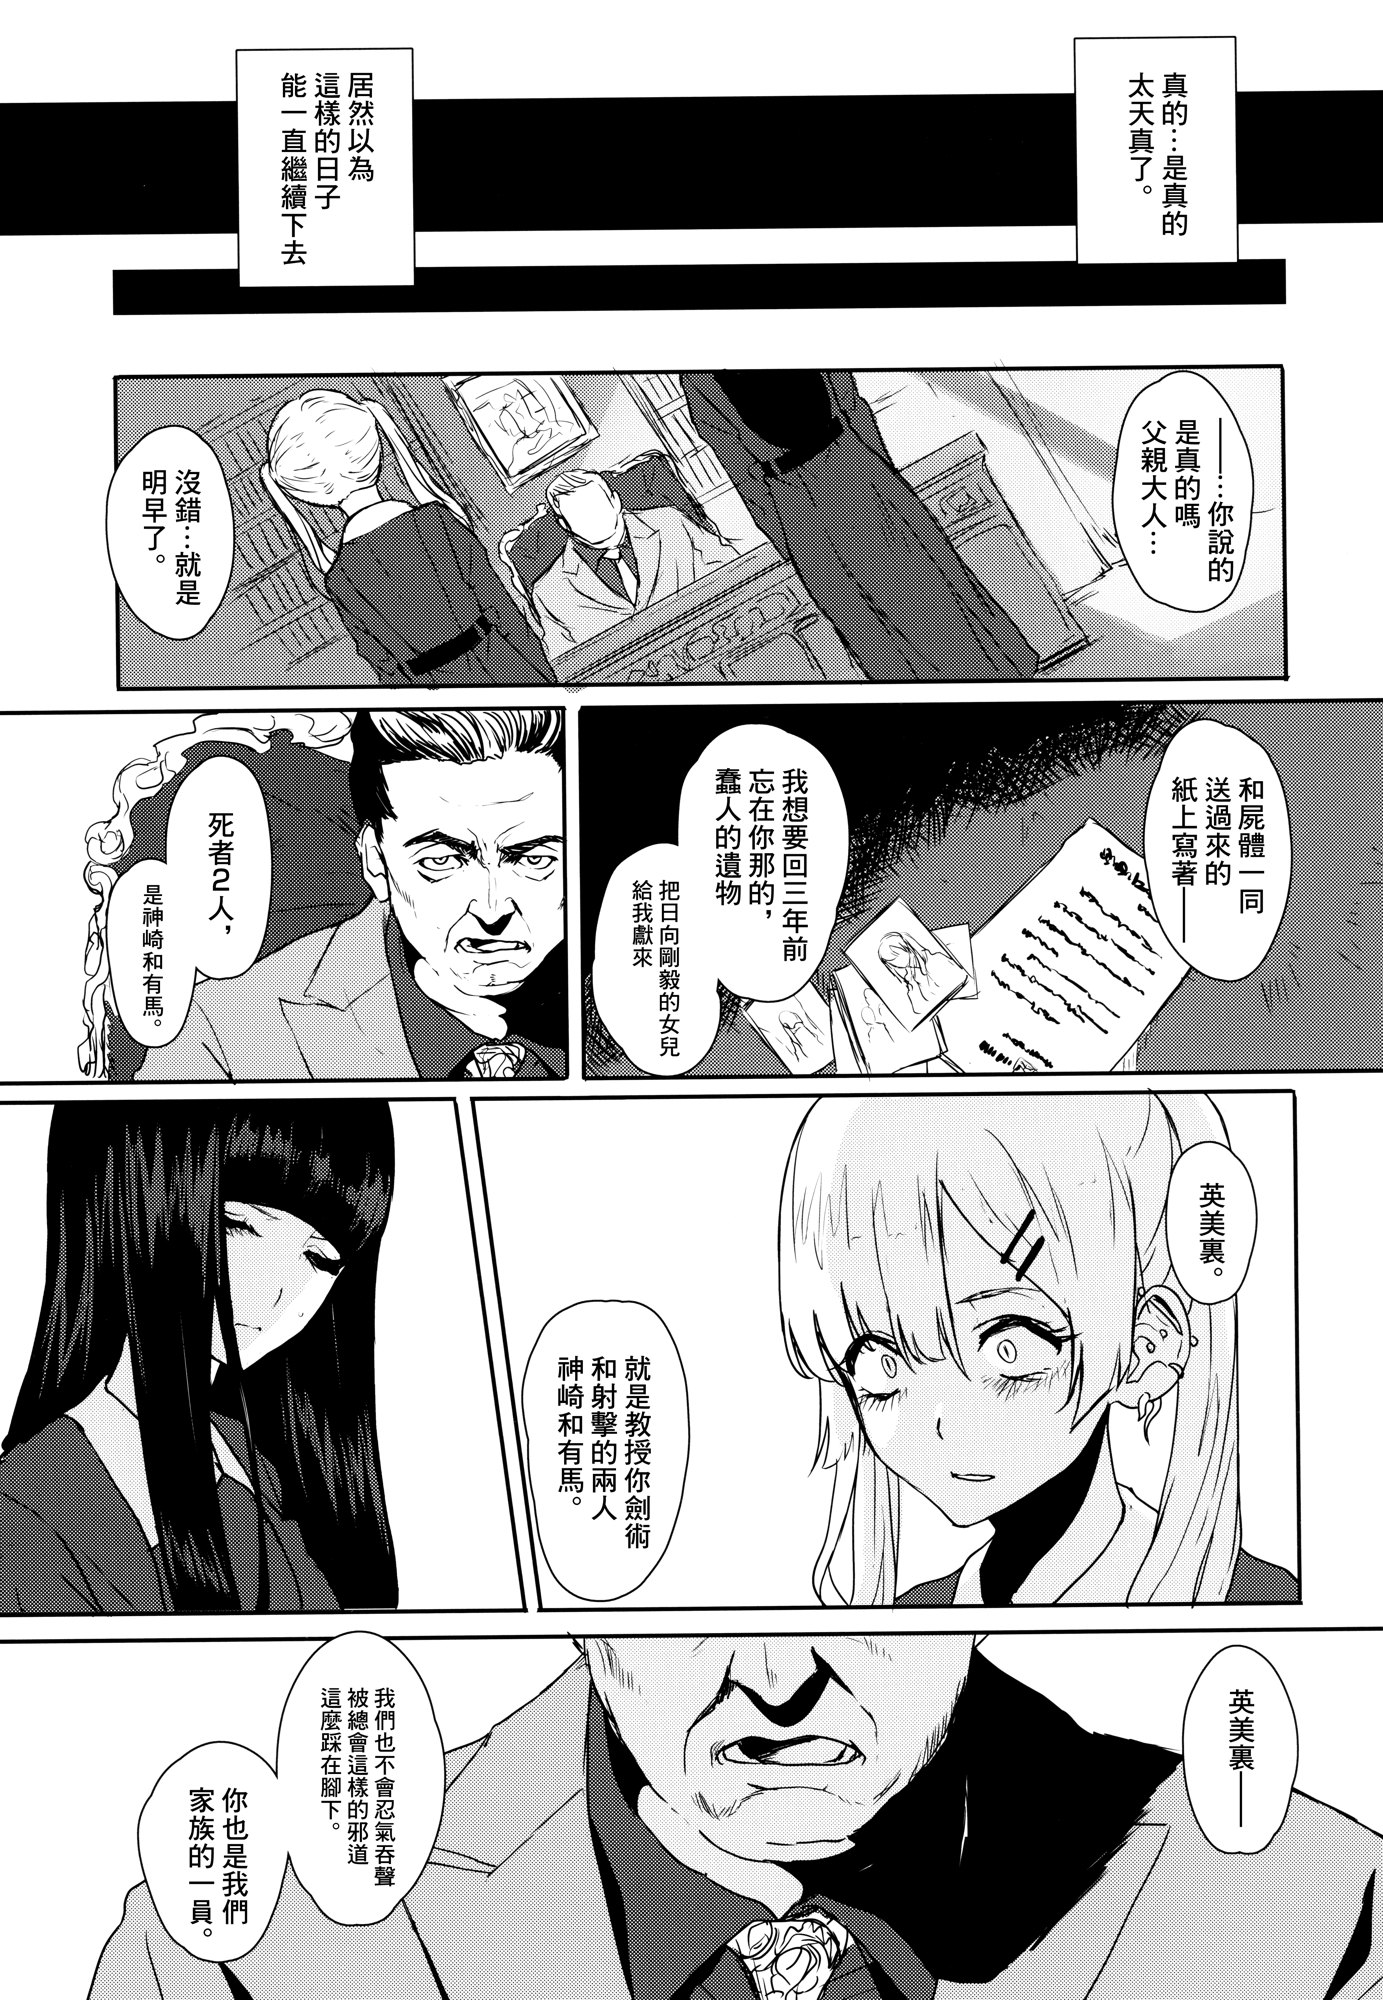 真的…是真的
太天真了。
居然以為
這樣的日子
能一直繼續下去
——…你說的
是真的嗎
父親大人…
沒錯…就是
明早了。
和屍體一同
送過來的
紙上寫著—
我想要回三年前
忘在你那的，
蠢人的遺物
把日向剛毅的女兒
給我獻來
死者2人，
是神崎和有馬。
英美裏。
就是教授你劍術
和射擊的兩人
神崎和有馬。
英美裏——
我們也不會忍氣吞聲
被總會這樣的邪道
這麼踩在腳下。
你也是我們
家族的一員。